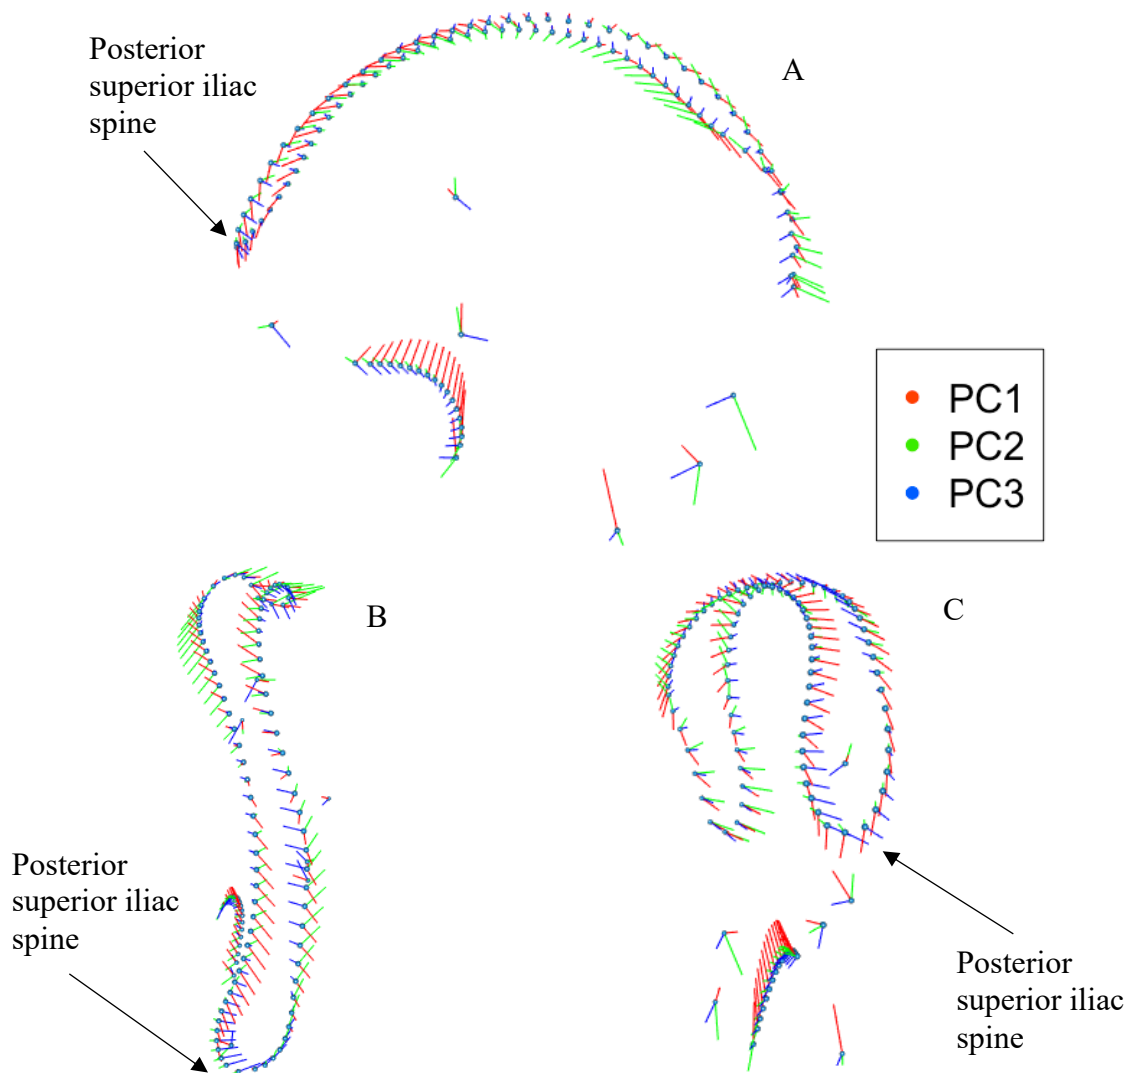 Posterior
superior iliac
spine
A
PC1
PC2
PC3
B
C
Posterior
superior iliac
spine
Posterior
superior iliac
spine